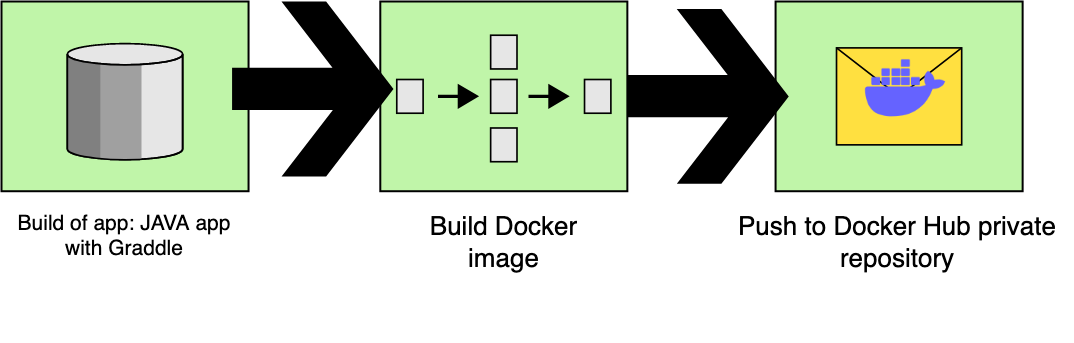 Build of app: JAVA app
with Graddle
Build Docker
image
Push to Docker Hub private
repository